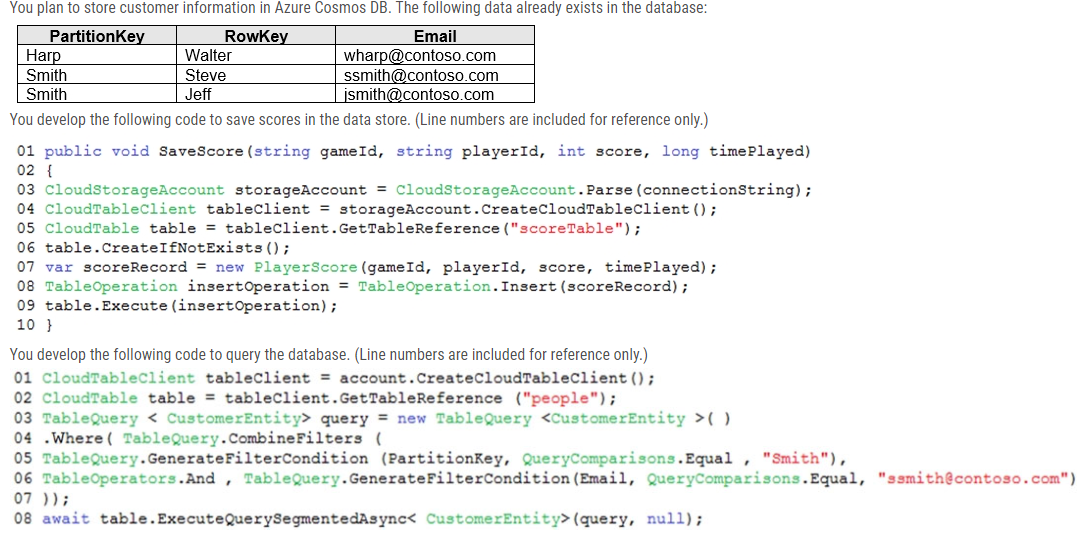 You plan to store customer information in Azure Cosmos DB. The following data already exists in the database:
PartitionKey RowKey Email
Harp Walter wharp@contoso.com
Smith Steve ssmith@contoso.com
Smith Jeff jsmith@contoso.com
You develop the following code to save scores in the data store. (Line numbers are included for reference only.)
01 public void SaveScore(string gameId, string playerId, int score, long timePlayed)
02 {
03 CloudStorageAccount storageAccount = CloudStorageAccount.Parse(connectionString);
04 CloudTableClient tableClient = storageAccount.CreateCloudTableClient();
05 CloudTable table = tableClient.GetTableReference("scoreTable");
06 table.CreateIfNotExists();
07 var scoreRecord = new PlayerScore(gameId, playerId, score, timePlayed);
08 TableOperation insertOperation = TableOperation.Insert(scoreRecord);
09 table.Execute(insertOperation);
10 }
You develop the following code to query the database. (Line numbers are included for reference only.)
01 CloudTableClient tableClient = account.CreateCloudTableClient();
02 CloudTable table = tableClient.GetTableReference ("people");
03 TableQuery < CustomerEntity> query = new TableQuery <CustomerEntity >( )
04 .Where( TableQuery.CombineFilters (
05 TableQuery.GenerateFilterCondition (PartitionKey, QueryComparisons.Equal , "Smith"),
06 TableOperators.And , TableQuery.GenerateFilterCondition(Email, QueryComparisons.Equal, "ssmith@contoso.com")
07 ));
08 await table.ExecuteQuerySegmentedAsync< CustomerEntity>(query, null);